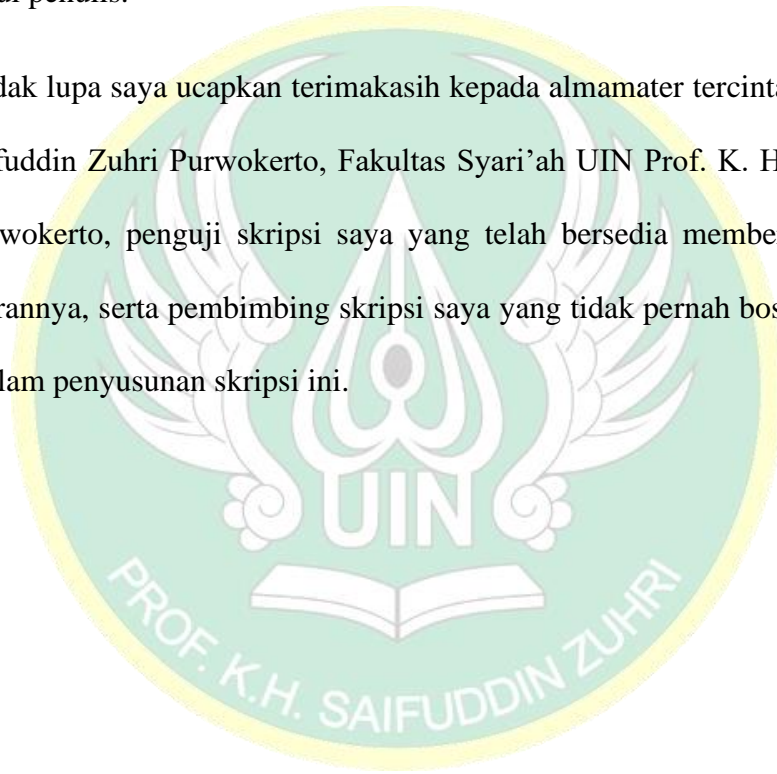 penulis.
dak lupa saya ucapkan terimakasih kepada almamater tercinta
fuddin Zuhri Purwokerto, Fakultas Syari’ah UIN Prof. K. H
wokerto, penguji skripsi saya yang telah bersedia member
rannya, serta pembimbing skripsi saya yang tidak pernah bos
lam penyusunan skripsi ini.
UIN
PROF. K.H. SAIFUDDIN ZUHRI